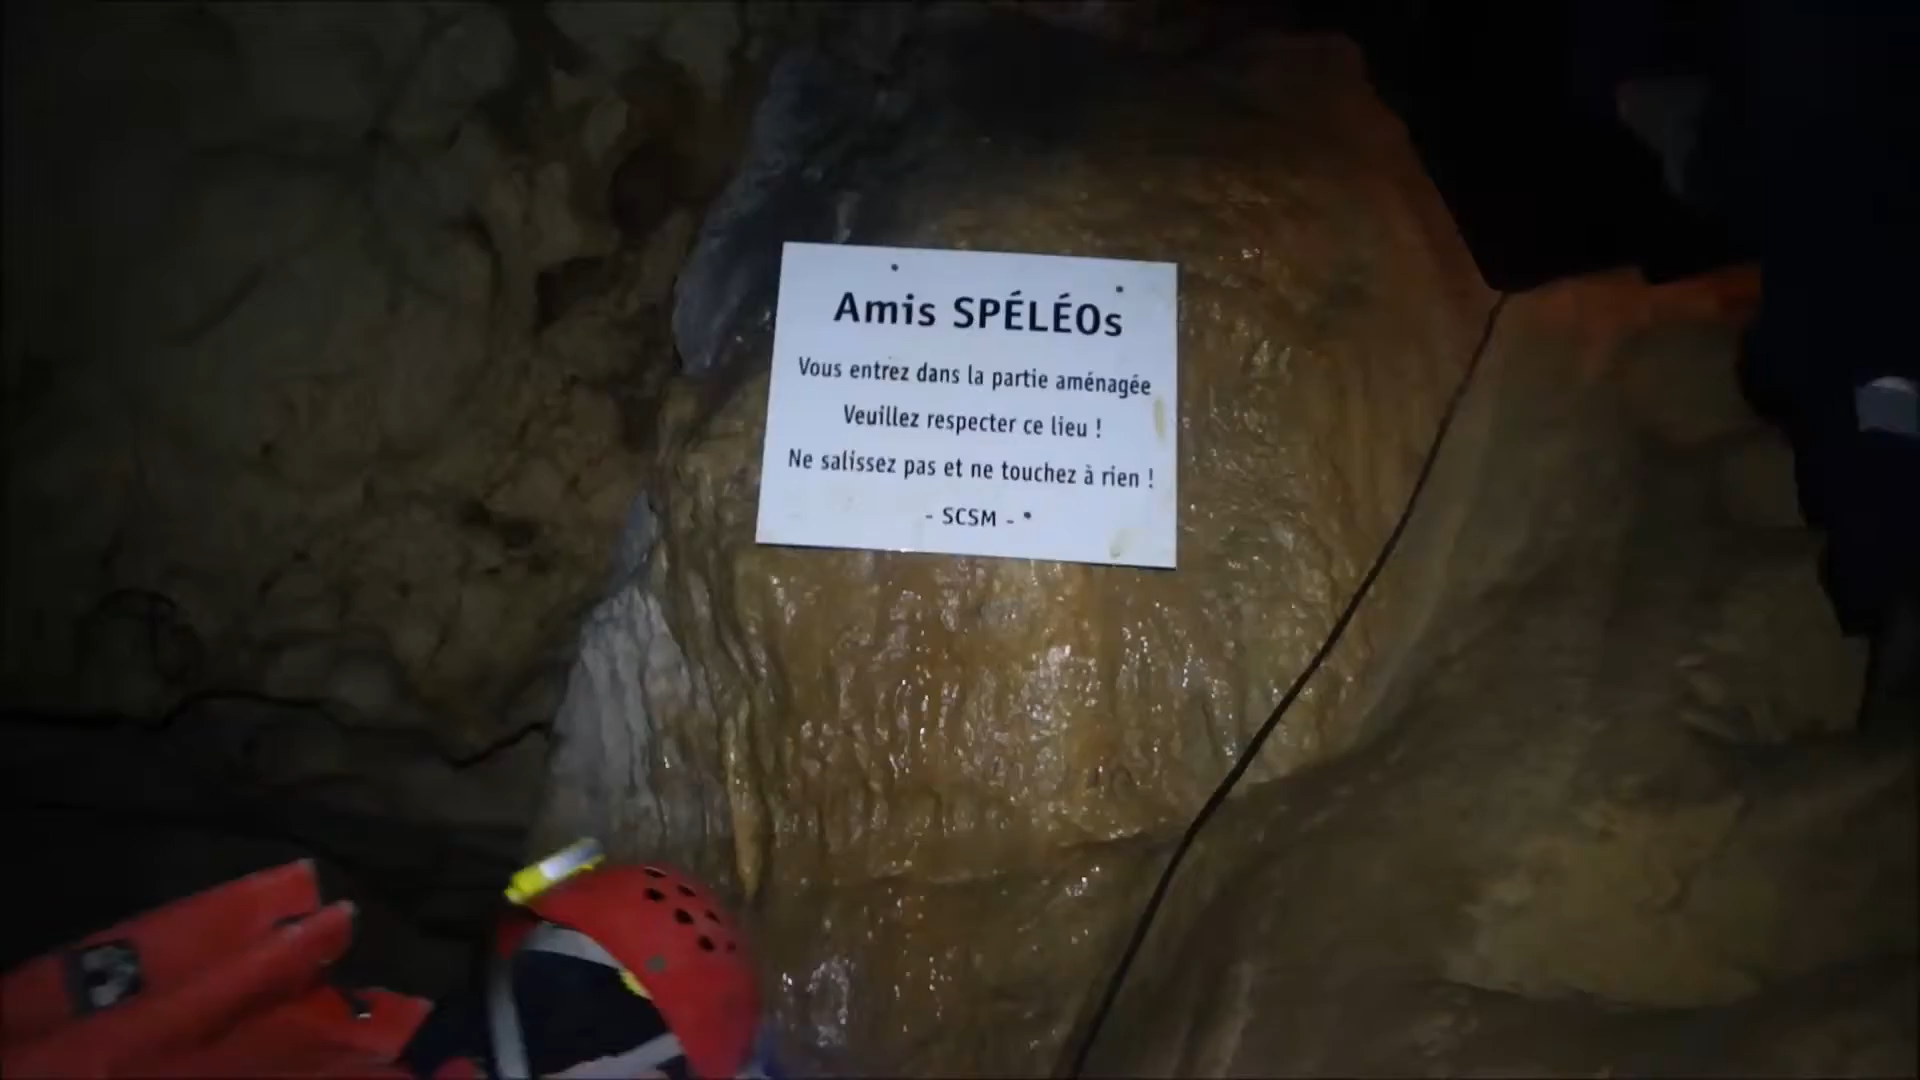 Amis SPÉLÉOs
Vous entrez dans la partie aménagée
Veuillez respecter ce lieu !
Ne salissez pas et ne touchez à rien !
- SCSM -